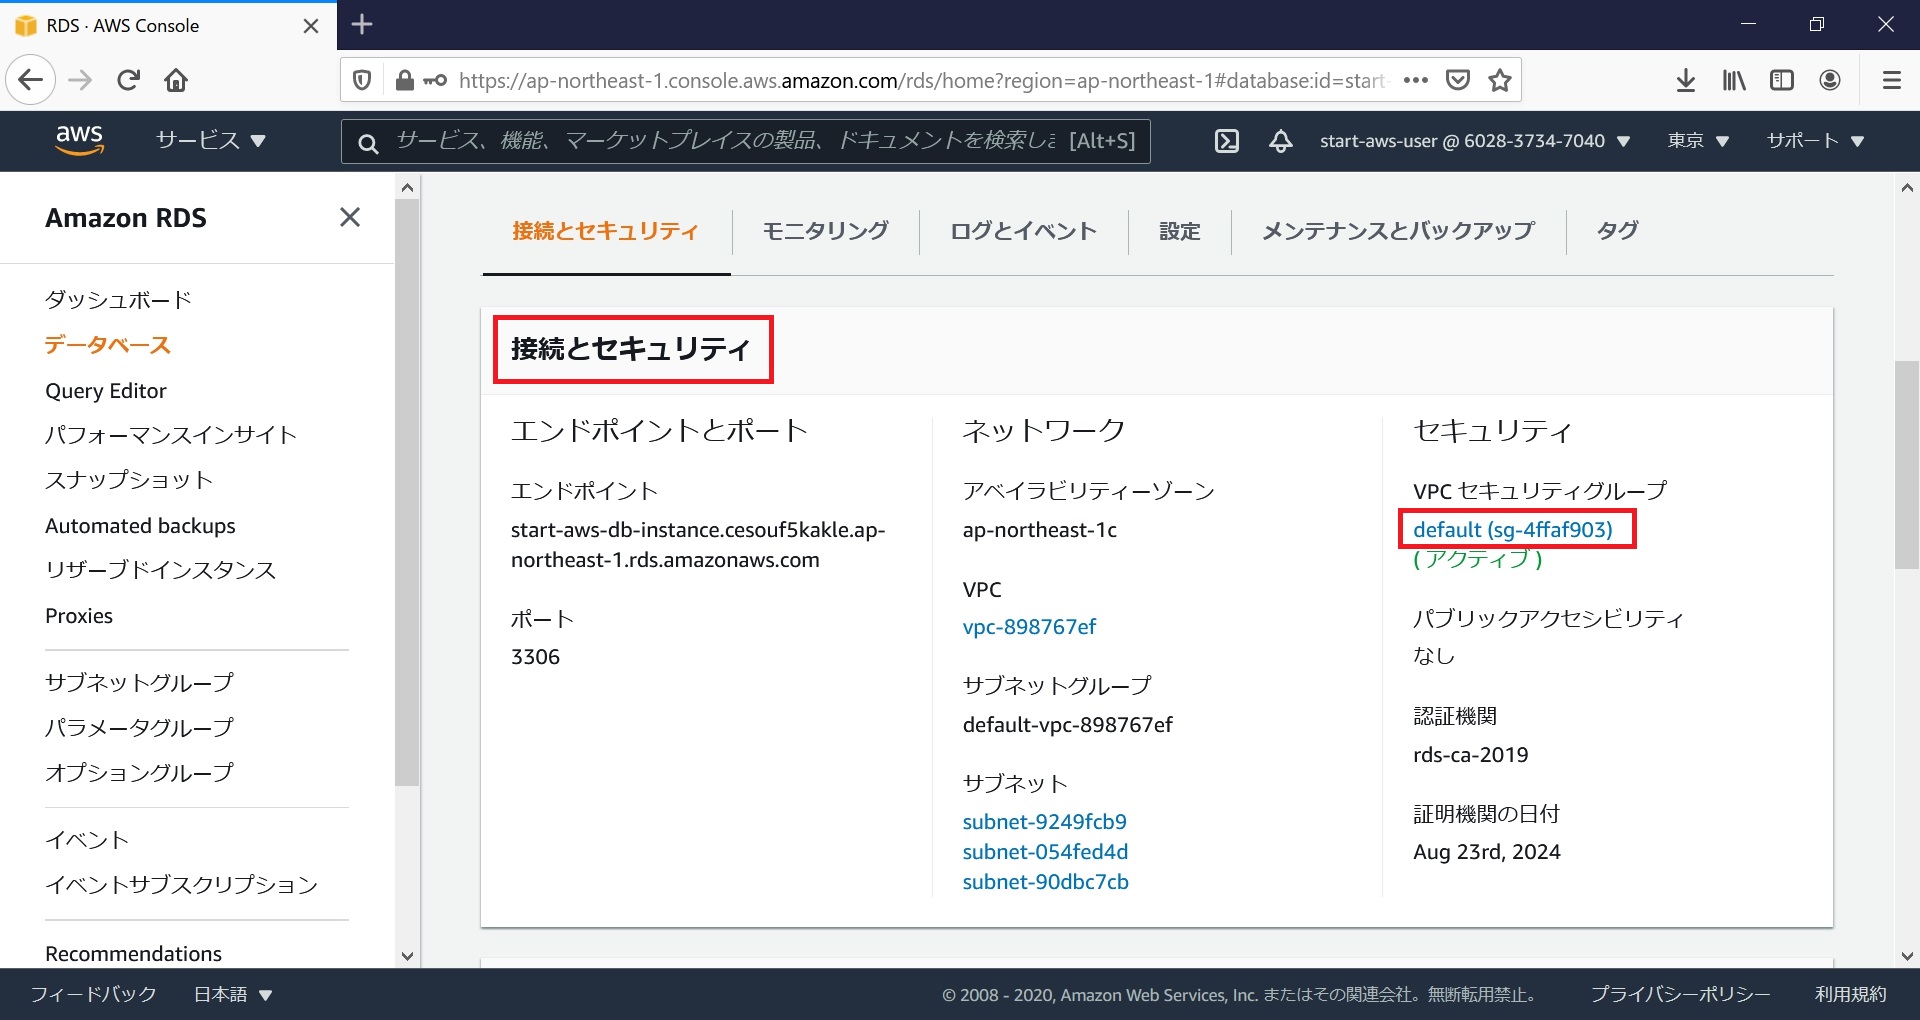 RDS · AWS Console
https://ap-northeast-1.console.aws.amazon.com/rds/home?region=ap-northeast-1#database:id=start-
aws
サービス
サービス、機能、マーケットプレイスの製品、ドキュメントを検索しま [Alt+S]
start-aws-user @ 6028-3734-7040
東京
サポート
Amazon RDS
ダッシュボード
データベース
Query Editor
パフォーマンスインサイト
スナップショット
Automated backups
リザーブドインスタンス
Proxies
サブネットグループ
パラメータグループ
オプショングループ
イベント
イベントサブスクリプション
Recommendations
接続とセキュリティ
モニタリング
ログとイベント
設定
メンテナンスとバックアップ
タグ
接続とセキュリティ
エンドポイントとポート
エンドポイント
start-aws-db-instance.cesouf5kakle.ap-
northeast-1.rds.amazonaws.com
ポート
3306
ネットワーク
アベイラビリティーゾーン
ap-northeast-1c
VPC
vpc-898767ef
サブネットグループ
default-vpc-898767ef
サブネット
subnet-9249fcb9
subnet-054fed4d
subnet-90dbc7cb
セキュリティ
VPC セキュリティグループ
default (sg-4ffaf903)
( アクティブ )
パブリックアクセシビリティ
なし
認証機関
rds-ca-2019
証明機関の日付
Aug 23rd, 2024
フィードバック
日本語
© 2008 - 2020, Amazon Web Services, Inc. またはその関連会社。無断転用禁止。
プライバシーポリシー
利用規約